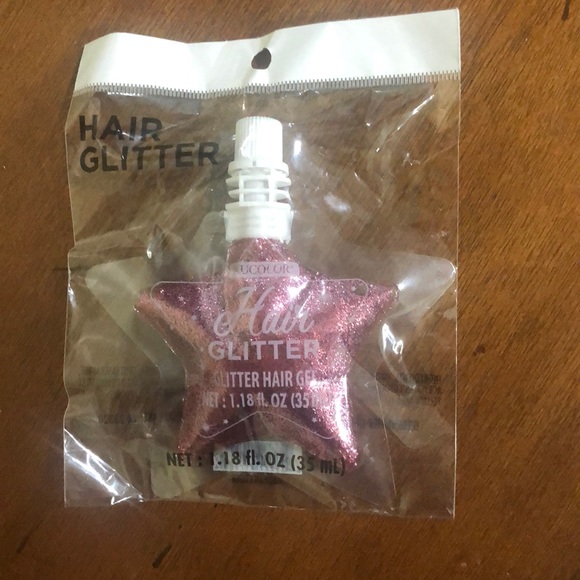 HAIR
GLITTER
UCOLOR
Hair
GLITTER
GLITTER HAIR GEL
NET : 1.18 fl. OZ (35 mL)
NET : 1.18 fl. OZ (35 mL)